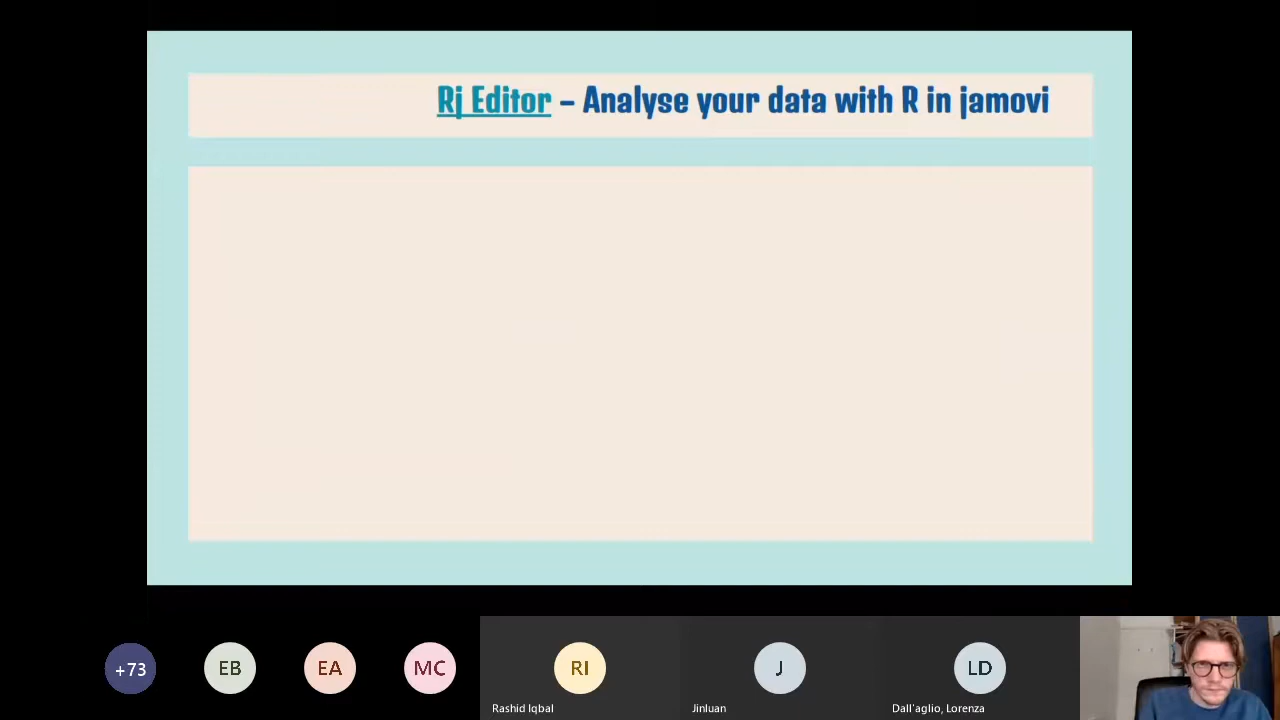 Rj Editor – Analyse your data with R in jamovi
+73
EB
EA
MC
RI
J
LD
Rashid Iqbal
Jinluan
Dall'aglio, Lorenza